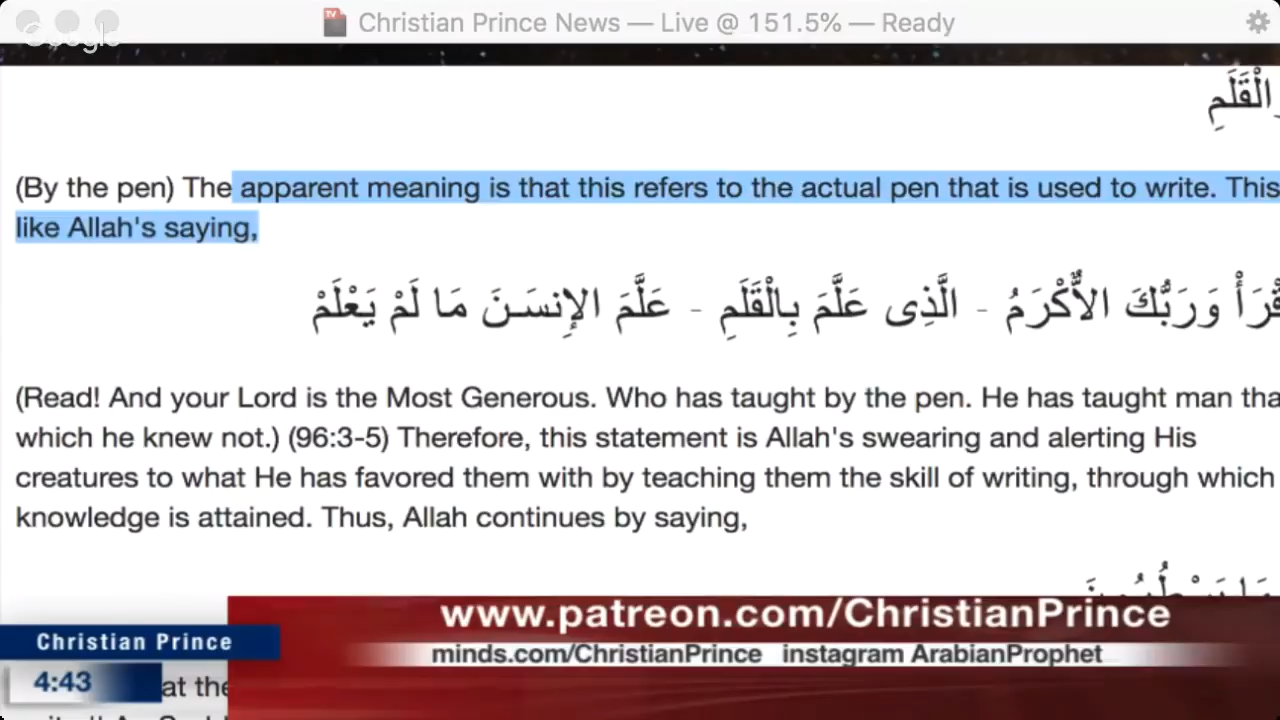 Christian Prince News — Live @ 151.5% — Ready
Google
الْقَلَمِ
(By the pen) The apparent meaning is that this refers to the actual pen that is used to write. This
like Allah's saying,
وَرَبُّكَ الاٌّكْرَمُ - الَّذِى عَلَّمَ بِالْقَلَمِ - عَلَّمَ الإِنسَـنَ مَا لَمْ يَعْلَمْ
(Read! And your Lord is the Most Generous. Who has taught by the pen. He has taught man tha
which he knew not.) (96:3-5) Therefore, this statement is Allah's swearing and alerting His
creatures to what He has favored them with by teaching them the skill of writing, through which
knowledge is attained. Thus, Allah continues by saying,
www.patreon.com/ChristianPrince
Christian Prince
minds.com/ChristianPrince instagram ArabianProphet
4:43
at the